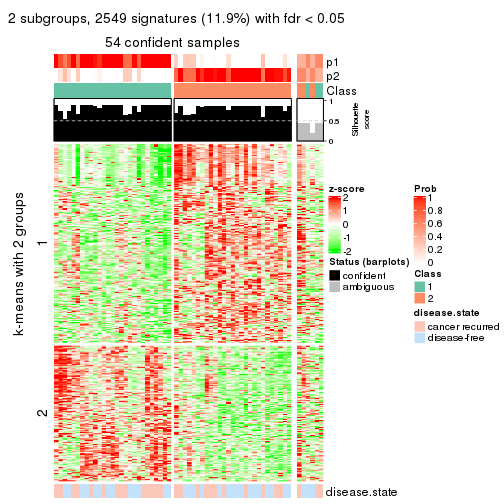 2 subgroups, 2549 signatures (11.9%) with fdr < 0.05
54 confident samples
p1
p2
Class
1
0.5
0
Silhouette
score
k-means with 2 groups
1
2
z-score
2
1
0
-1
-2
Status (barplots)
confident
ambiguous
Prob
1
0.8
0.6
0.4
0.2
0
Class
1
2
disease.state
cancer recurred
disease-free
disease.state